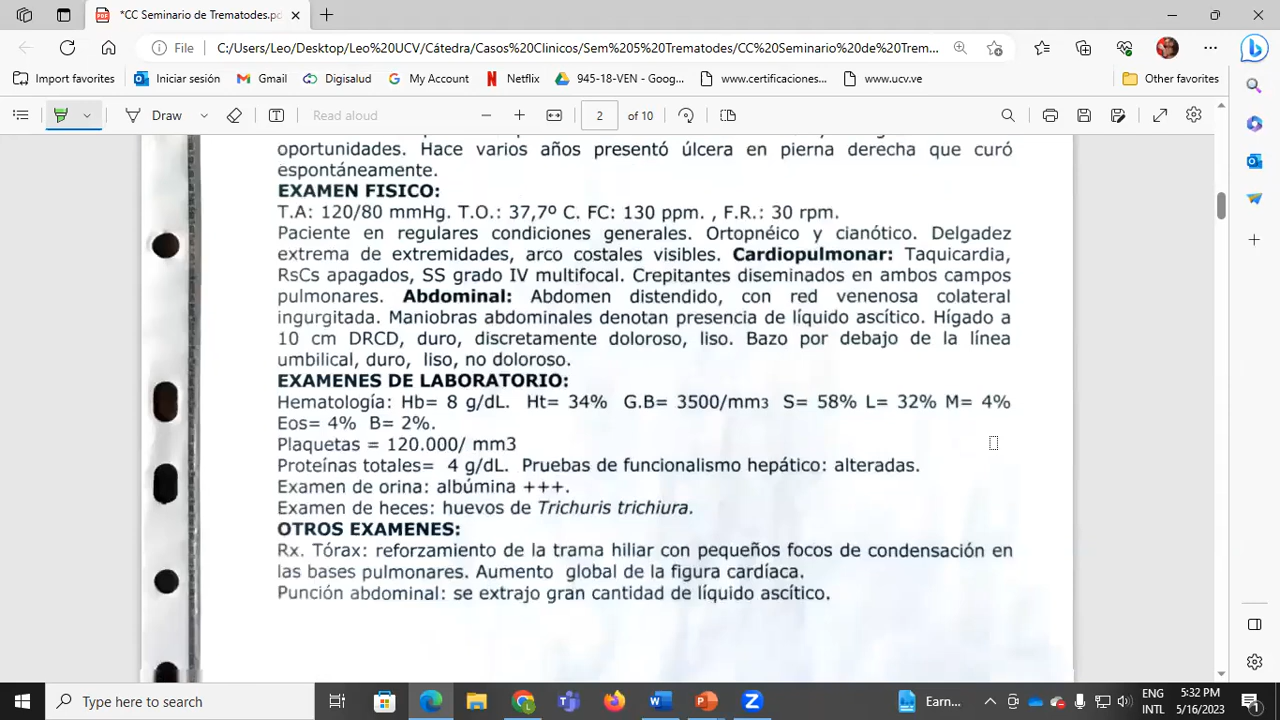 *CC Seminario de Trematodes.pd
File C:/Users/Leo/Desktop/Leo%20UCV/Cátedra/Casos%20Clinicos/Sem%205%20Trematodes/CC%20Seminario%20de%20Trem...
Import favorites Iniciar sesión Gmail Digisalud My Account Netflix 945-18-VEN - Goog... www.certificaciones... www.ucv.ve Other favorites
Draw Read aloud 2 of 10
oportunidades. Hace varios años presentó úlcera en pierna derecha que curó
espontáneamente.
EXAMEN FISICO:
T.A: 120/80 mmHg. T.O.: 37,7º C. FC: 130 ppm. , F.R.: 30 rpm.
Paciente en regulares condiciones generales. Ortopnéico y cianótico. Delgadez
extrema de extremidades, arco costales visibles. Cardiopulmonar: Taquicardia,
RsCs apagados, SS grado IV multifocal. Crepitantes diseminados en ambos campos
pulmonares. Abdominal: Abdomen distendido, con red venenosa colateral
ingurgitada. Maniobras abdominales denotan presencia de líquido ascítico. Hígado a
10 cm DRCD, duro, discretamente doloroso, liso. Bazo por debajo de la línea
umbilical, duro, liso, no doloroso.
EXAMENES DE LABORATORIO:
Hematología: Hb= 8 g/dL. Ht= 34% G.B= 3500/mm3 S= 58% L= 32% M= 4%
Eos= 4% B= 2%.
Plaquetas = 120.000/ mm3
Proteínas totales= 4 g/dL. Pruebas de funcionalismo hepático: alteradas.
Examen de orina: albúmina +++.
Examen de heces: huevos de Trichuris trichiura.
OTROS EXAMENES:
Rx. Tórax: reforzamiento de la trama hiliar con pequeños focos de condensación en
las bases pulmonares. Aumento global de la figura cardíaca.
Punción abdominal: se extrajo gran cantidad de líquido ascítico.
Type here to search Earn... ENG 5:32 PM
INTL 5/16/2023